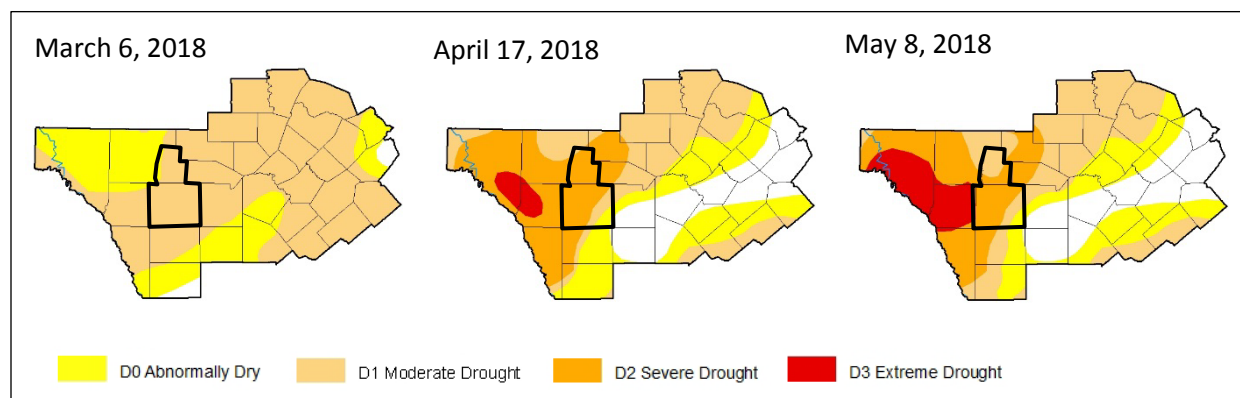 March 6, 2018
April 17, 2018
May 8, 2018
D0 Abnormally Dry
D1 Moderate Drought
D2 Severe Drought
D3 Extreme Drought